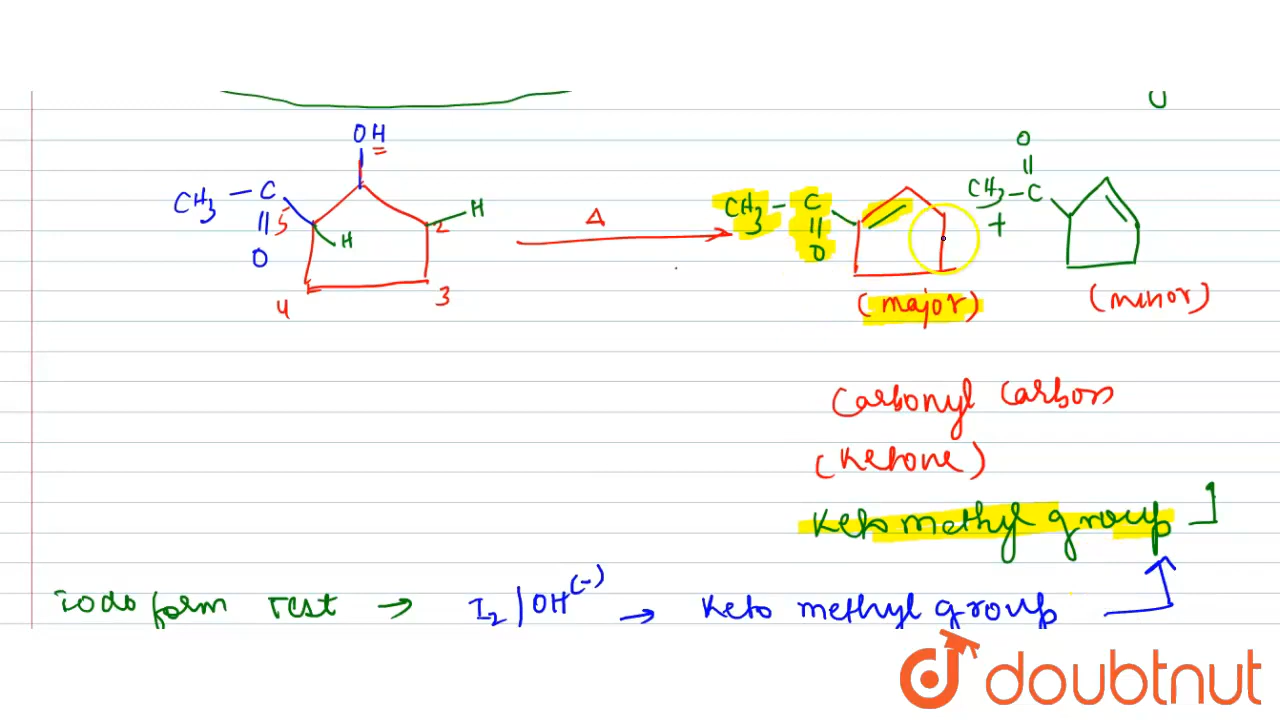 OH
CH3 - C
O
5
H
H
2
3
4
Δ
CH3 - C
O
(major)
+
O
CH3 - C
(minor)
Carbonyl carbon
(Ketone)
Keto methyl group
iodoform test → I2 / OH(-) → Keto methyl group
doubtnut